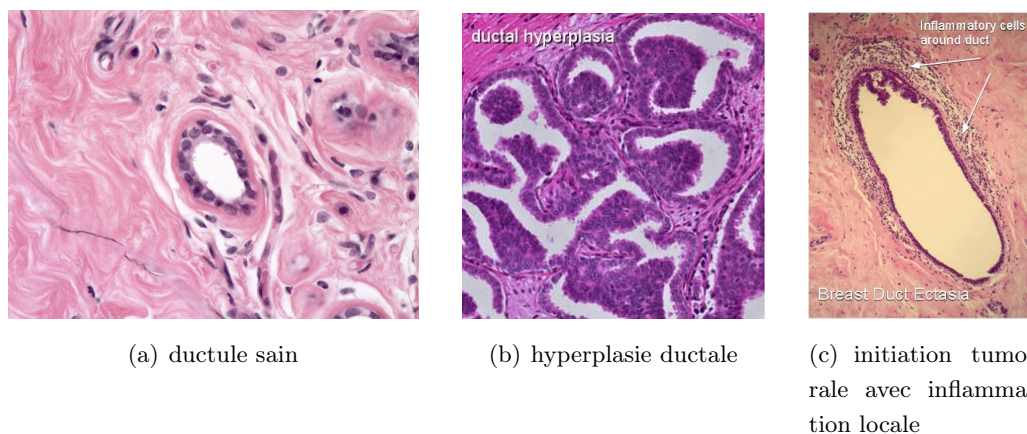 ductal hyperplasia
Inflammatory cells
around duct
Breast Duct Ectasia
(a) ductule sain
(b) hyperplasie ductale
(c) initiation tumo
rale avec inflamma
tion locale